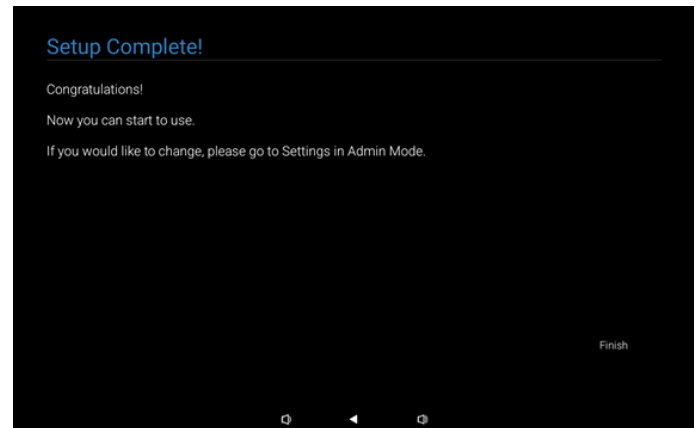 Setup Complete!
Congratulations!
Now you can start to use.
If you would like to change, please go to Settings in Admin Mode.
Finish